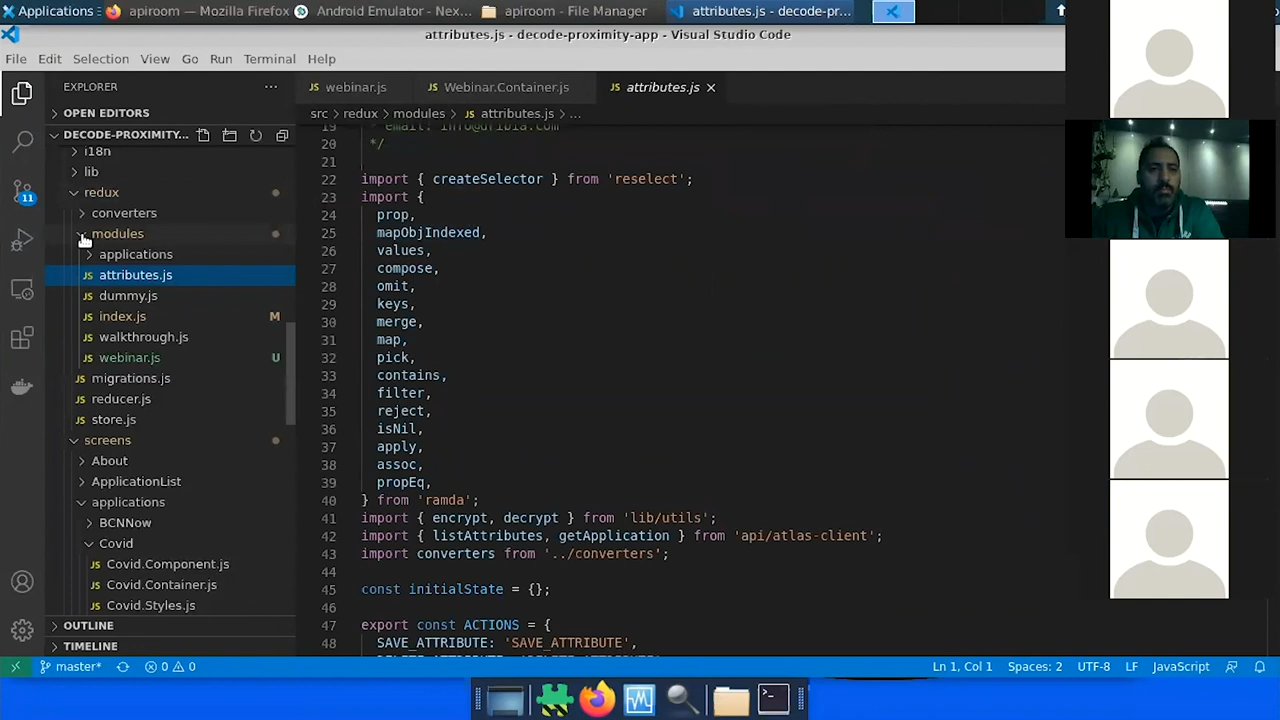 Applications
apiroom — Mozilla Firefox
Android Emulator - Nex...
apiroom - File Manager
attributes.js - decode-pr...
attributes.js - decode-proximity-app - Visual Studio Code
File Edit Selection View Go Run Terminal Help
EXPLORER
OPEN EDITORS
DECODE-PROXIMITY...
i18n
lib
redux
converters
modules
applications
attributes.js
dummy.js
index.js M
walkthrough.js
webinar.js U
migrations.js
reducer.js
store.js
screens
About
ApplicationList
applications
BCNNow
Covid
Covid.Component.js
Covid.Container.js
Covid.Styles.js
OUTLINE
TIMELINE
11
webinar.js Webinar.Container.js attributes.js
src > redux > modules > attributes.js > ...
19 * email: info@dribia.com
20 */
21
22 import { createSelector } from 'reselect';
23 import {
24 prop,
25 mapObjIndexed,
26 values,
27 compose,
28 omit,
29 keys,
30 merge,
31 map,
32 pick,
33 contains,
34 filter,
35 reject,
36 isNil,
37 apply,
38 assoc,
39 propEq,
40 } from 'ramda';
41 import { encrypt, decrypt } from 'lib/utils';
42 import { listAttributes, getApplication } from 'api/atlas-client';
43 import converters from '../converters';
44
45 const initialState = {};
46
47 export const ACTIONS = {
48 SAVE_ATTRIBUTE: 'SAVE_ATTRIBUTE',
master* 0 0 Ln 1, Col 1 Spaces: 2 UTF-8 LF JavaScript